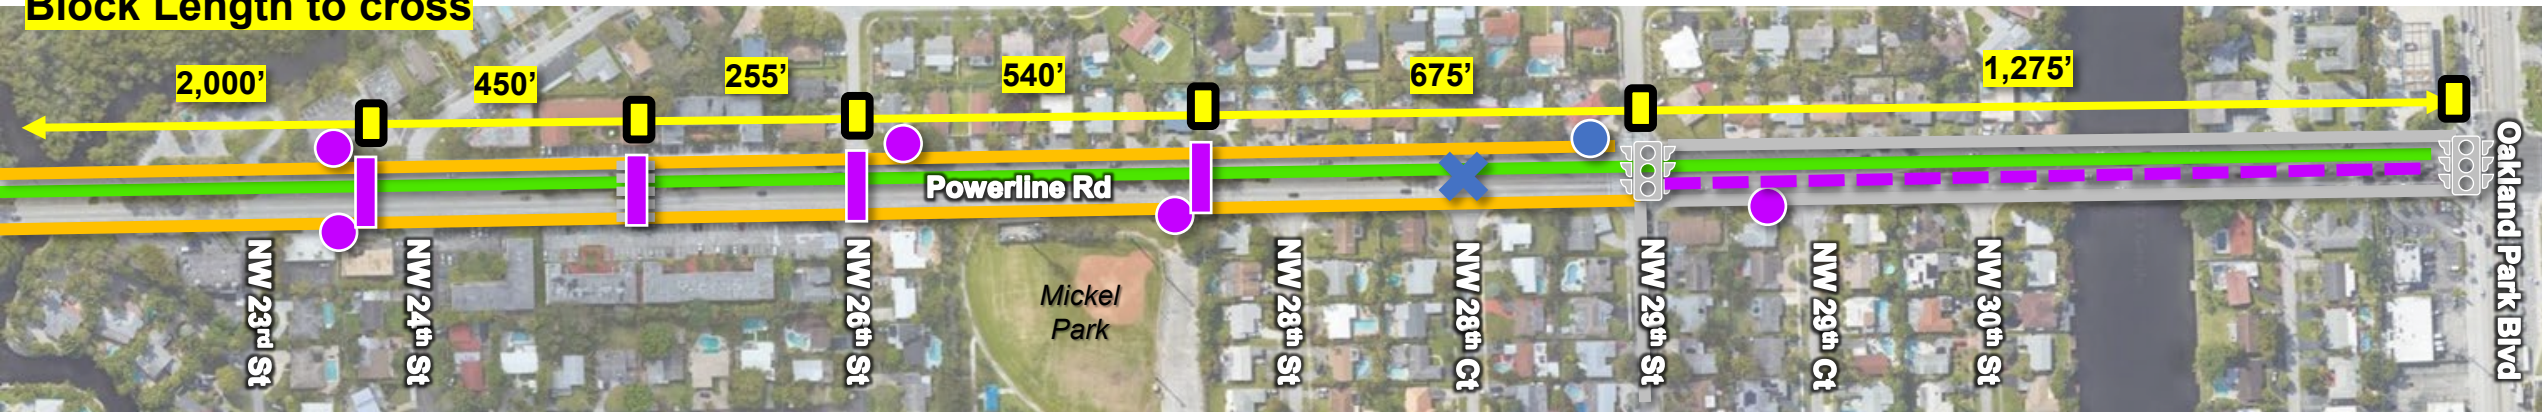 Block Length to cross
2,000’
450’
255’
540’
675’
1,275’
Powerline Rd
Mickel
Park
NW 23rd St
NW 24th St
NW 26th St
NW 28th St
NW 28th Ct
NW 29th St
NW 29th Ct
NW 30th St
Oakland Park Blvd